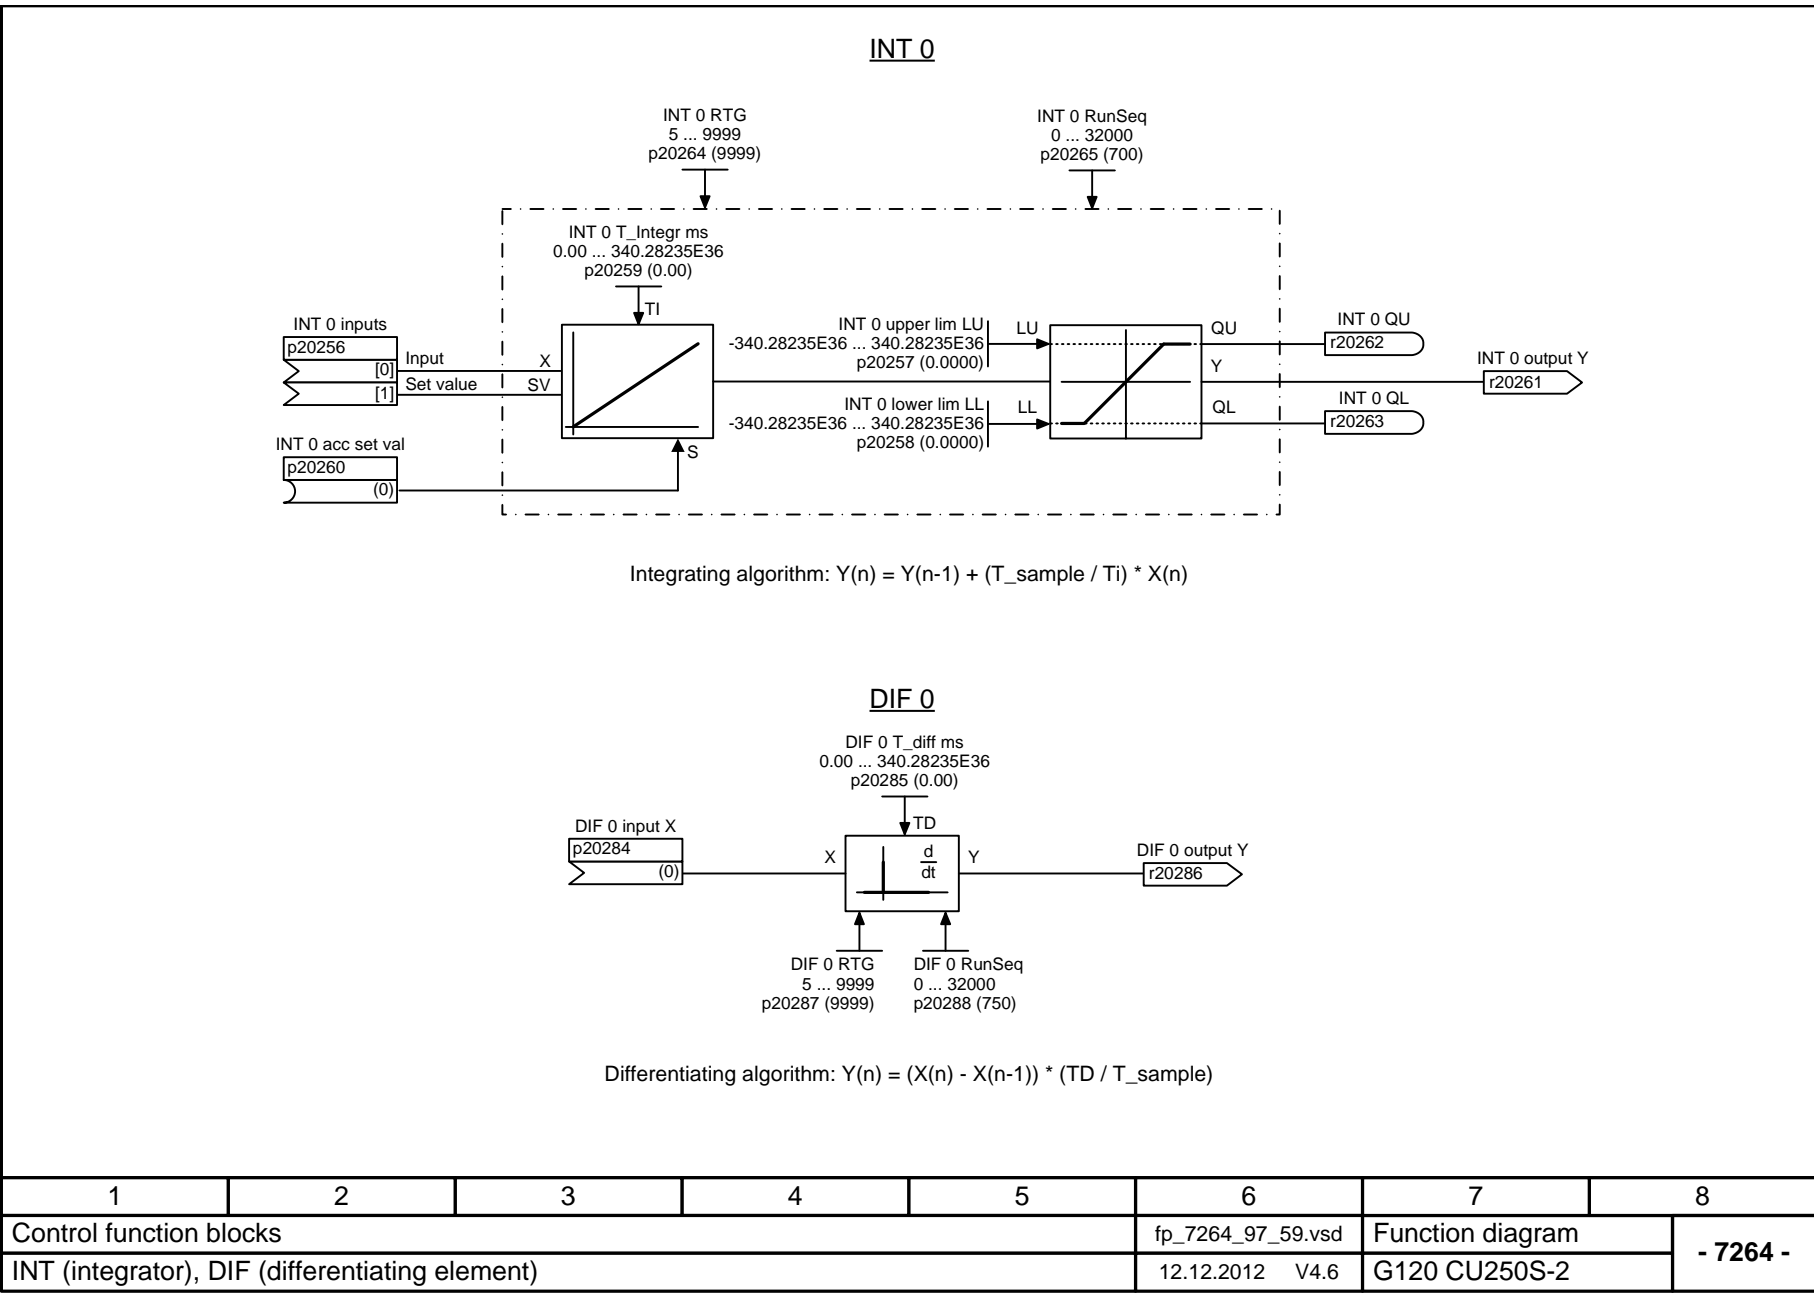 INT 0
INT 0 RTG
5 ... 9999
p20264 (9999)
INT 0 RunSeq
0 ... 32000
p20265 (700)
INT 0 T_Integr ms
0.00 ... 340.28235E36
p20259 (0.00)
TI
INT 0 inputs
p20256
[0]
[1]
Input
Set value
X
SV
INT 0 acc set val
p20260
(0)
S
INT 0 upper lim LU
-340.28235E36 ... 340.28235E36
p20257 (0.0000)
LU
INT 0 lower lim LL
-340.28235E36 ... 340.28235E36
p20258 (0.0000)
LL
QU
Y
QL
INT 0 QU
r20262
INT 0 output Y
r20261
INT 0 QL
r20263
Integrating algorithm: Y(n) = Y(n-1) + (T_sample / Ti) * X(n)
DIF 0
DIF 0 T_diff ms
0.00 ... 340.28235E36
p20285 (0.00)
TD
DIF 0 input X
p20284
(0)
X
d
dt
Y
DIF 0 output Y
r20286
DIF 0 RTG
5 ... 9999
p20287 (9999)
DIF 0 RunSeq
0 ... 32000
p20288 (750)
Differentiating algorithm: Y(n) = (X(n) - X(n-1)) * (TD / T_sample)
1 2 3 4 5 6 7 8
Control function blocks fp_7264_97_59.vsd Function diagram
- 7264 -
INT (integrator), DIF (differentiating element) 12.12.2012 V4.6 G120 CU250S-2